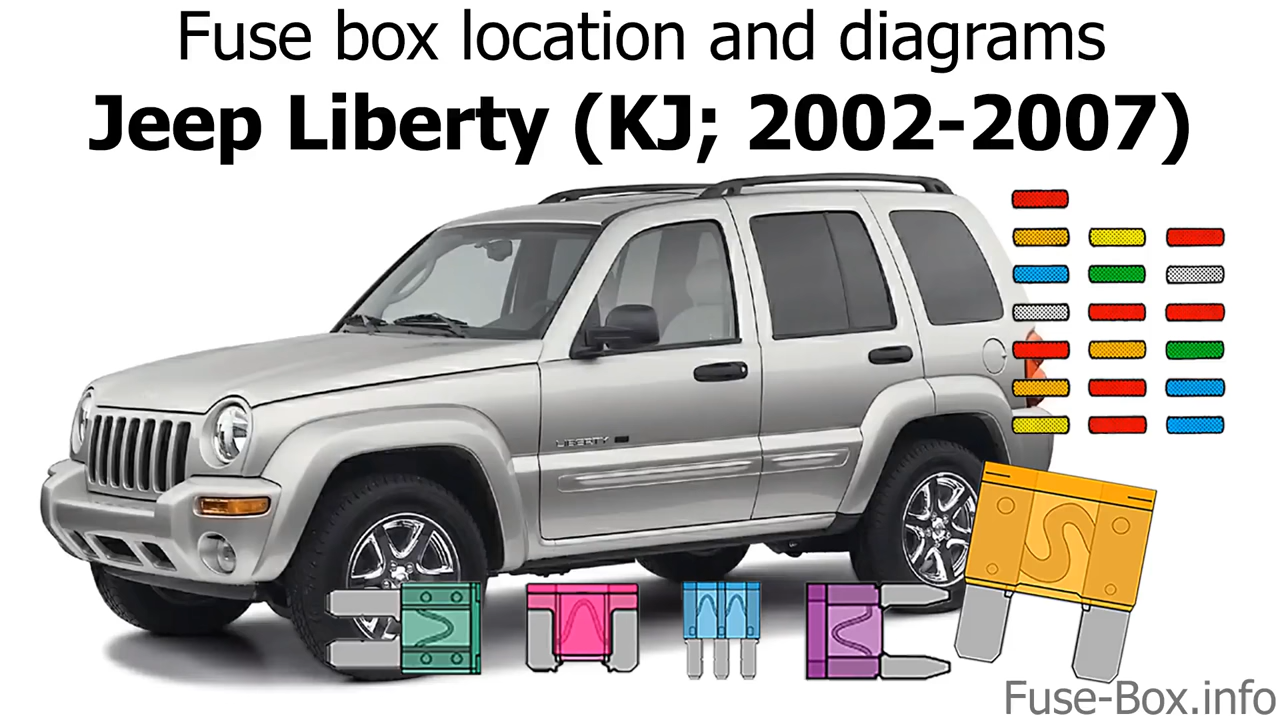 Fuse box location and diagrams
Jeep Liberty (KJ; 2002-2007)
LIBERTY
Fuse-Box.info